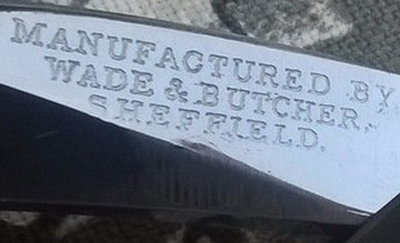 MANUFACTURED BY
WADE & BUTCHER,
SHEFFIELD.